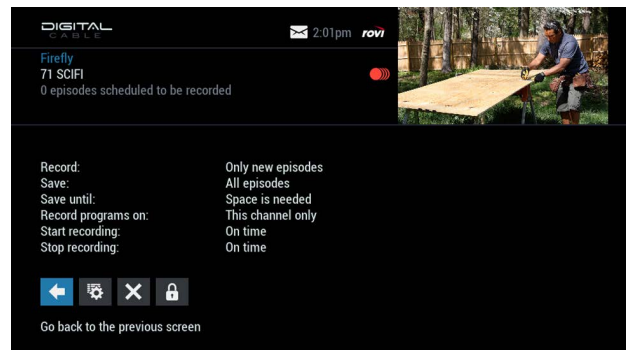 DIGITAL
CABLE
2:01pm rovi
Firefly
71 SCIFI
0 episodes scheduled to be recorded
Record: Only new episodes
Save: All episodes
Save until: Space is needed
Record programs on: This channel only
Start recording: On time
Stop recording: On time
Go back to the previous screen